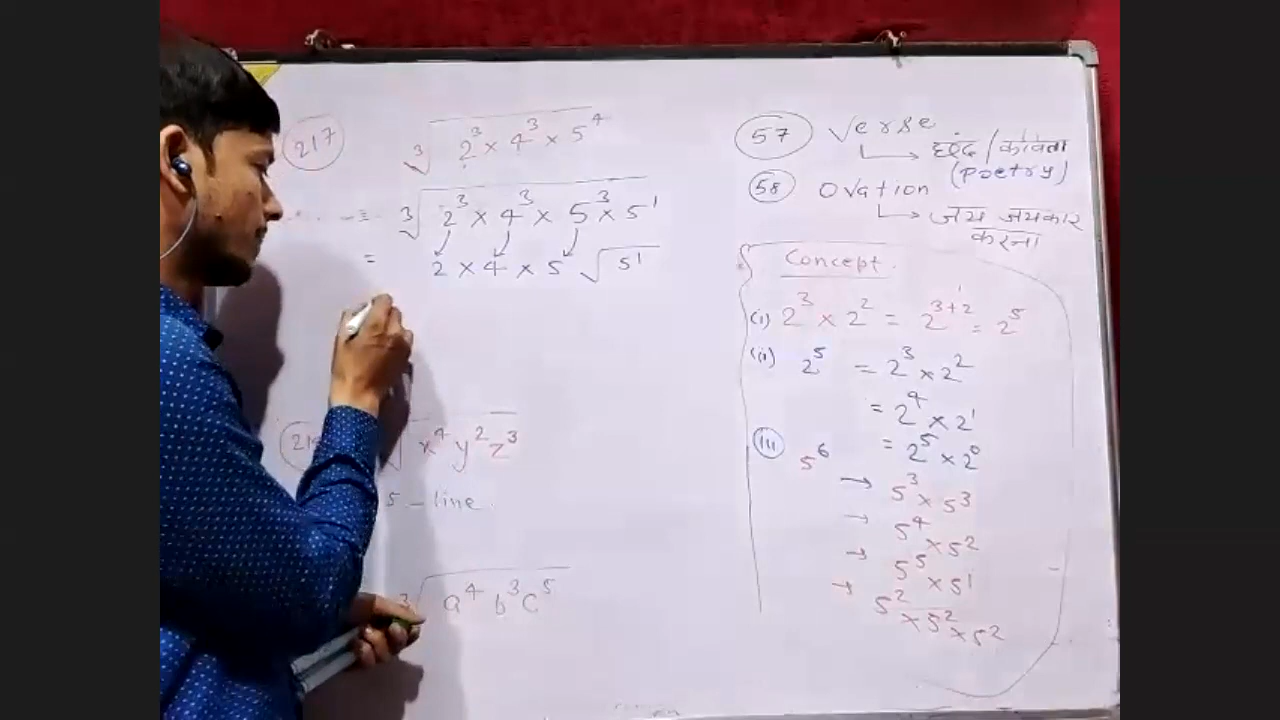 217 ∛(2³ × 4³ × 5⁴)
= ∛(2³ × 4³ × 5³ × 5¹)
= 2 × 4 × 5 √5¹
√(x⁴ y² z³)
5 - line
∛(a⁴ b³ c⁵)
57 Verse
→ छंद / कविता
(poetry)
58 Ovation
→ जय जयकार
करना
Concept
(i) 2³ × 2² = 2³⁺² = 2⁵
(ii) 2⁵ = 2³ × 2²
= 2⁴ × 2¹
= 2⁵ × 2⁰
(iii) 5⁶
→ 5³ × 5³
→ 5⁴ × 5²
→ 5⁵ × 5¹
→ 5² × 5² × 5²